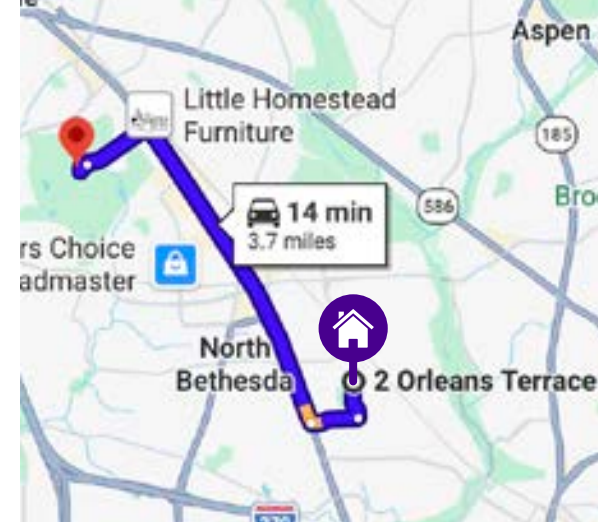 Aspen
Little Homestead
Furniture
185
14 min
3.7 miles
586
Bro
rs Choice
admaster
North
Bethesda
2 Orleans Terrace